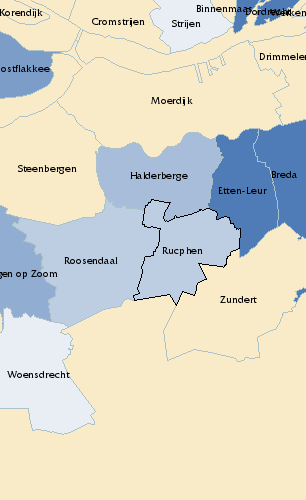 Korendijk
Cromstrijen
Strijen
Binnenmaas
Dordrecht
Werken
ostflakkee
Drimmelen
Moerdijk
Steenbergen
Halderberge
Etten-Leur
Breda
Roosendaal
Rucphen
gen op Zoom
Zundert
Woensdrecht